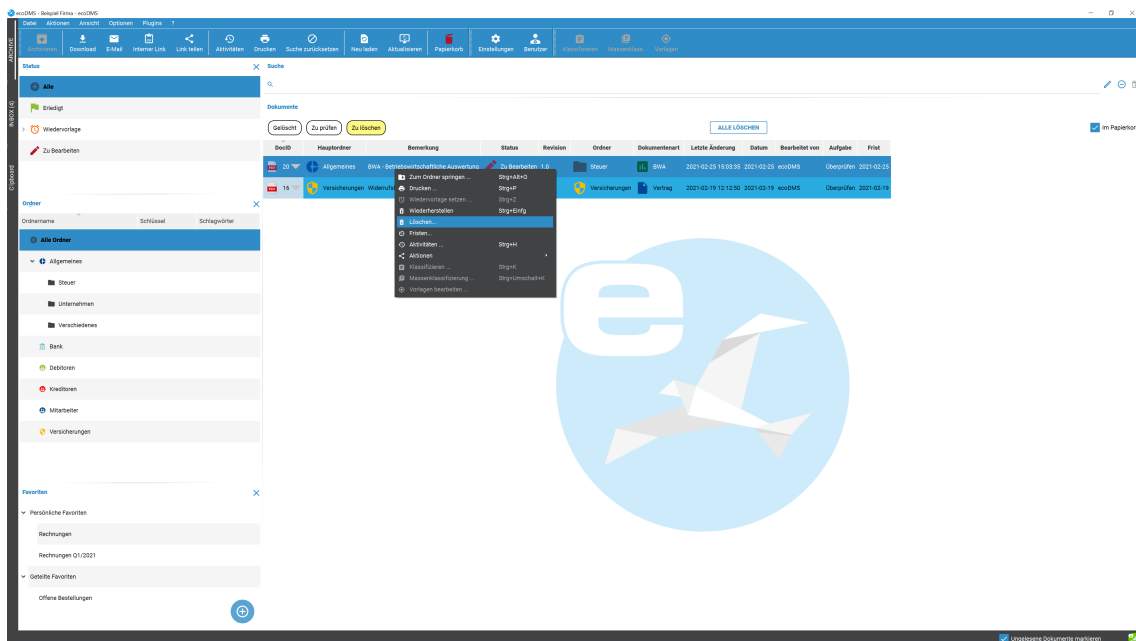 ecoDMS - Beispiel Firma - ecoDMS
Datei Aktionen Ansicht Optionen Plugins ?
Archivieren Download E-Mail Interner Link Link teilen Aktivitäten Drucken Suche zurücksetzen Neu laden Aktualisieren Papierkorb Einstellungen Benutzer Klassifizieren Massenklass. Vorlagen
ARCHIVE
INBOX (4)
Clipboard
Status
Alle
Erledigt
Wiedervorlage
Zu Bearbeiten
Ordner
Ordnername Schlüssel Schlagwörter
Alle Ordner
Allgemeines
Steuer
Unternehmen
Verschiedenes
Bank
Debitoren
Kreditoren
Mitarbeiter
Versicherungen
Favoriten
Persönliche Favoriten
Rechnungen
Rechnungen Q1/2021
Geteilte Favoriten
Offene Bestellungen
Suche
Dokumente
Gelöscht Zu prüfen Zu löschen ALLE LÖSCHEN Im Papierkor
DocID Hauptordner Bemerkung Status Revision Ordner Dokumentenart Letzte Änderung Datum Bearbeitet von Aufgabe Frist
PDF 20 Allgemeines BWA - Betriebswirtschaftliche Auswertung Zu Bearbeiten 1.0 Steuer BWA 2021-02-25 15:03:35 2021-02-25 ecoDMS Überprüfen 2021-02-25
PDF 16 Versicherungen Widerrufs Versicherungen Vertrag 2021-02-19 12:12:50 2021-02-19 ecoDMS Überprüfen 2021-02-19
Zum Ordner springen ... Strg+Alt+O
Drucken ... Strg+P
Wiedervorlage setzen ... Strg+Z
Wiederherstellen Strg+Einfg
Löschen...
Fristen...
Aktivitäten ... Strg+H
Aktionen
Klassifizieren ... Strg+K
Massenklassifizierung ... Strg+Umschalt+K
Vorlagen bearbeiten ...
e
Ungelesene Dokumente markieren